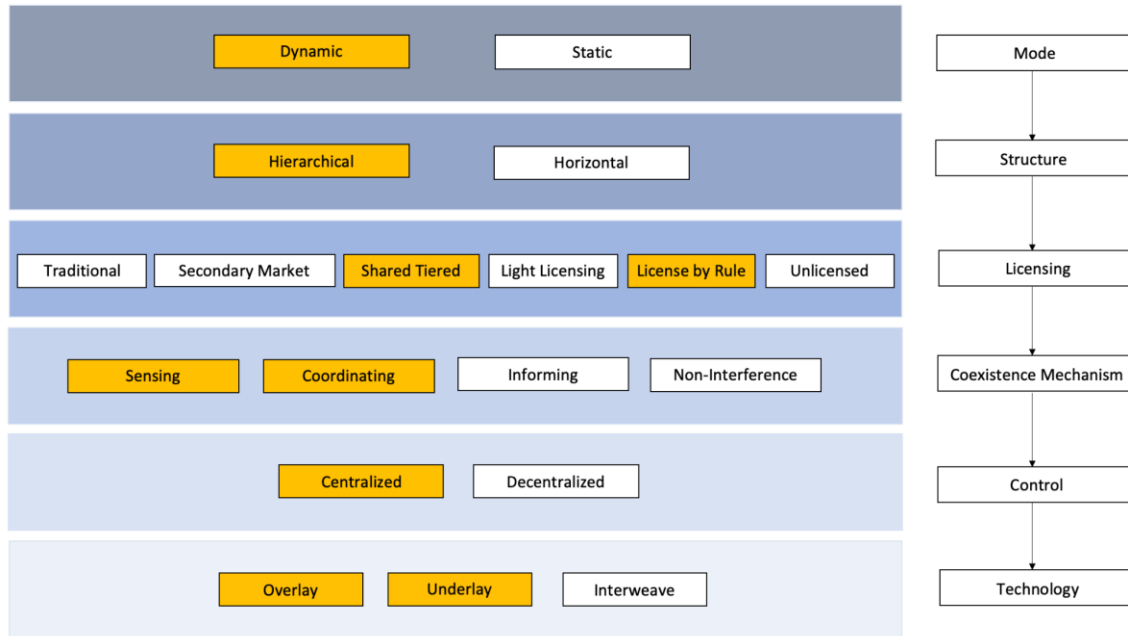 Dynamic
Static
Mode
Hierarchical
Horizontal
Structure
Traditional
Secondary Market
Shared Tiered
Light Licensing
License by Rule
Unlicensed
Licensing
Sensing
Coordinating
Informing
Non-Interference
Coexistence Mechanism
Centralized
Decentralized
Control
Overlay
Underlay
Interweave
Technology